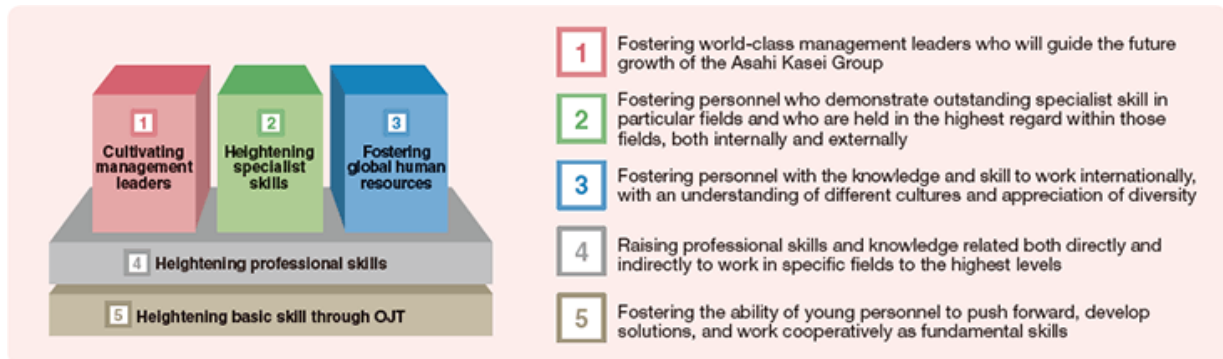 1
Cultivating
management
leaders
2
Heightening
specialist
skills
3
Fostering
global human
resources
4 Heightening professional skills
5 Heightening basic skill through OJT
1 Fostering world-class management leaders who will guide the future
growth of the Asahi Kasei Group
2 Fostering personnel who demonstrate outstanding specialist skill in
particular fields and who are held in the highest regard within those
fields, both internally and externally
3 Fostering personnel with the knowledge and skill to work internationally,
with an understanding of different cultures and appreciation of diversity
4 Raising professional skills and knowledge related both directly and
indirectly to work in specific fields to the highest levels
5 Fostering the ability of young personnel to push forward, develop
solutions, and work cooperatively as fundamental skills